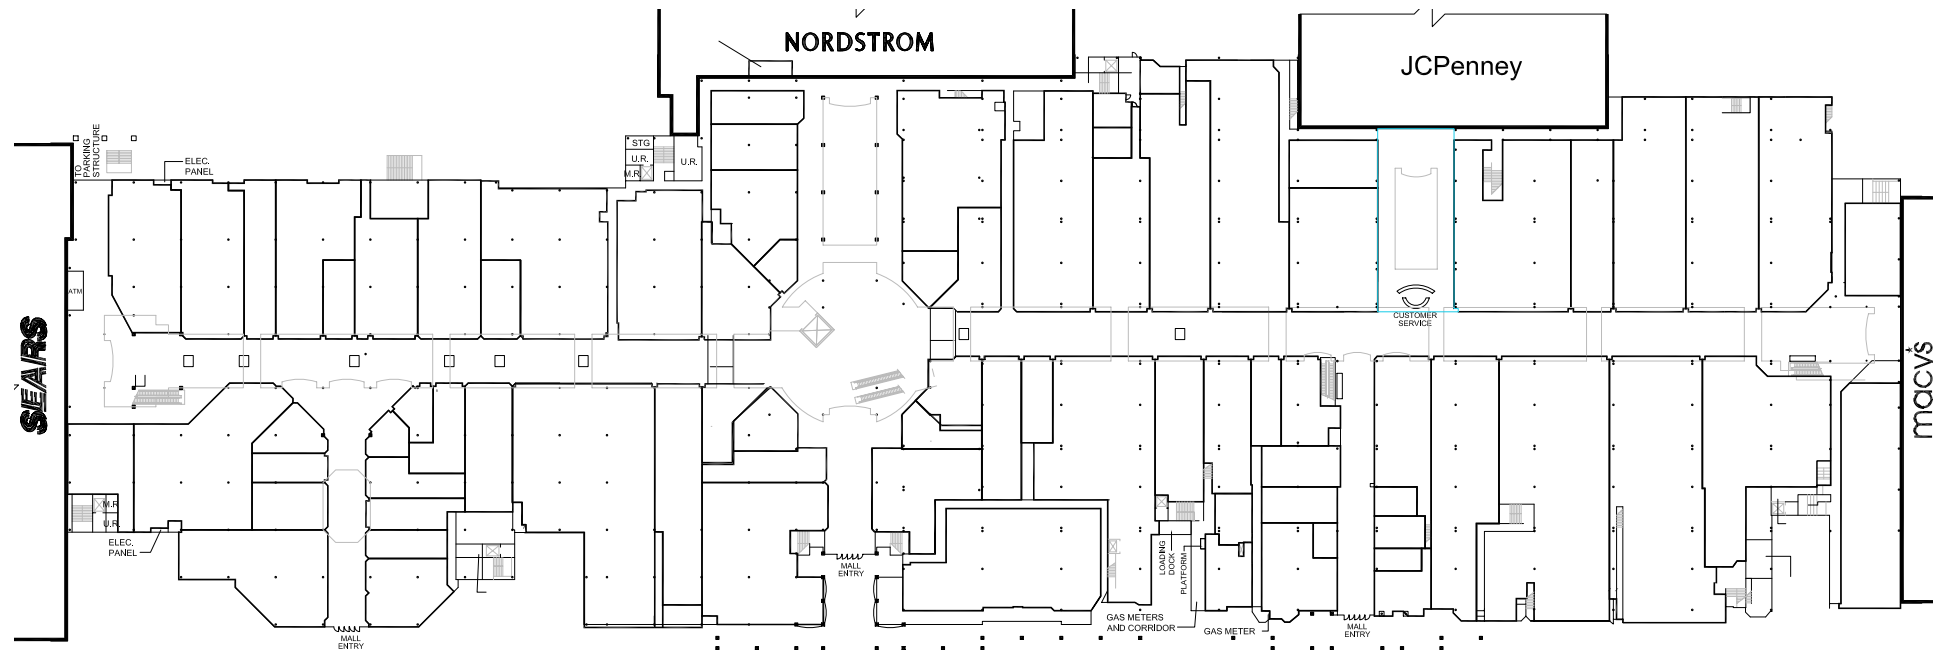 NORDSTROM
JCPenney
TO
PARKING
STRUCTURE
ELEC.
PANEL
STG
U.R.
M.R.
U.R.
ATM
SEARS
CUSTOMER
SERVICE
macys
M.R.
U.R.
ELEC.
PANEL
MALL
ENTRY
MALL
ENTRY
LOADING
DOCK
PLATFORM
GAS METERS
AND CORRIDOR
GAS METER
MALL
ENTRY